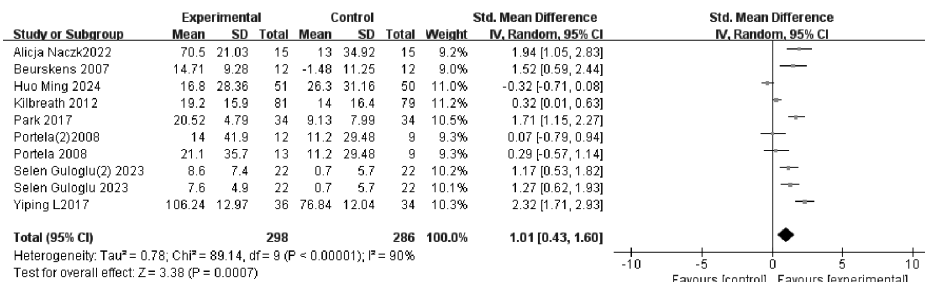 Experimental Control Std. Mean Difference Std. Mean Difference
Study or Subgroup Mean SD Total Mean SD Total Weight IV, Random, 95% CI IV, Random, 95% CI
Alicja Naczk2022 70.5 21.03 15 13 34.92 15 9.2% 1.94 [1.05, 2.83]
Beurskens 2007 14.71 9.28 12 -1.48 11.25 12 9.0% 1.52 [0.59, 2.44]
Huo Ming 2024 16.8 28.36 51 26.3 31.16 50 11.0% -0.32 [-0.71, 0.08]
Kilbreath 2012 19.2 15.9 81 14 16.4 79 11.2% 0.32 [0.01, 0.63]
Park 2017 20.52 4.79 34 9.13 7.99 34 10.5% 1.71 [1.15, 2.27]
Portela(2)2008 14 41.9 12 11.2 29.48 9 9.3% 0.07 [-0.79, 0.94]
Portela 2008 21.1 35.7 13 11.2 29.48 9 9.3% 0.29 [-0.57, 1.14]
Selen Guloglu(2) 2023 8.6 7.4 22 0.7 5.7 22 10.2% 1.17 [0.53, 1.82]
Selen Guloglu 2023 7.6 4.9 22 0.7 5.7 22 10.1% 1.27 [0.62, 1.93]
Yiping L2017 106.24 12.97 36 76.84 12.04 34 10.3% 2.32 [1.71, 2.93]
Total (95% CI) 298 286 100.0% 1.01 [0.43, 1.60]
Heterogeneity: Tau² = 0.78; Chi² = 89.14, df = 9 (P < 0.00001); I² = 90%
Test for overall effect: Z = 3.38 (P = 0.0007)
-10 -5 0 5 10
Favours [control] Favours [experimental]